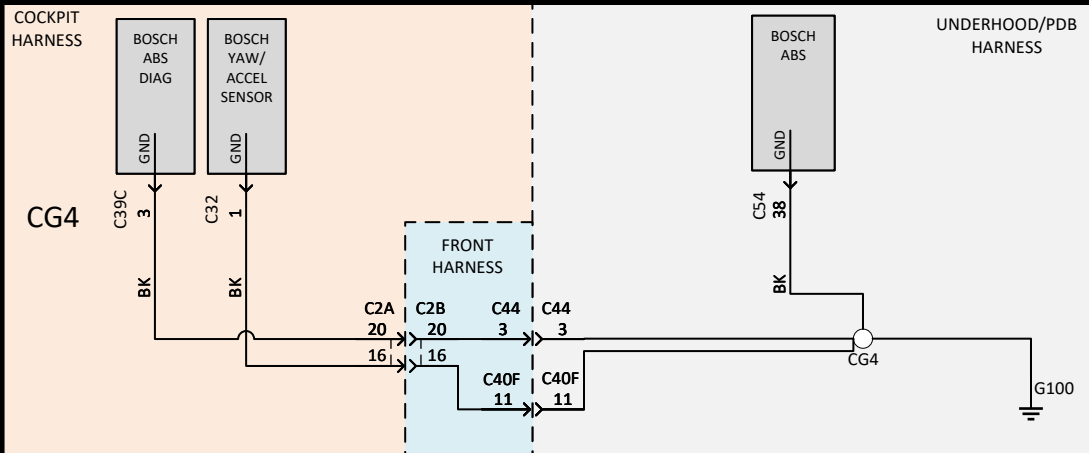 COCKPIT
HARNESS
BOSCH
ABS
DIAG
GND
BOSCH
YAW/
ACCEL
SENSOR
GND
BOSCH
ABS
GND
UNDERHOOD/PDB
HARNESS
CG4
C39C
3
BK
C32
1
BK
C54
38
BK
FRONT
HARNESS
C2A
20
16
C2B
20
16
C44
3
C44
3
C40F
11
C40F
11
CG4
G100